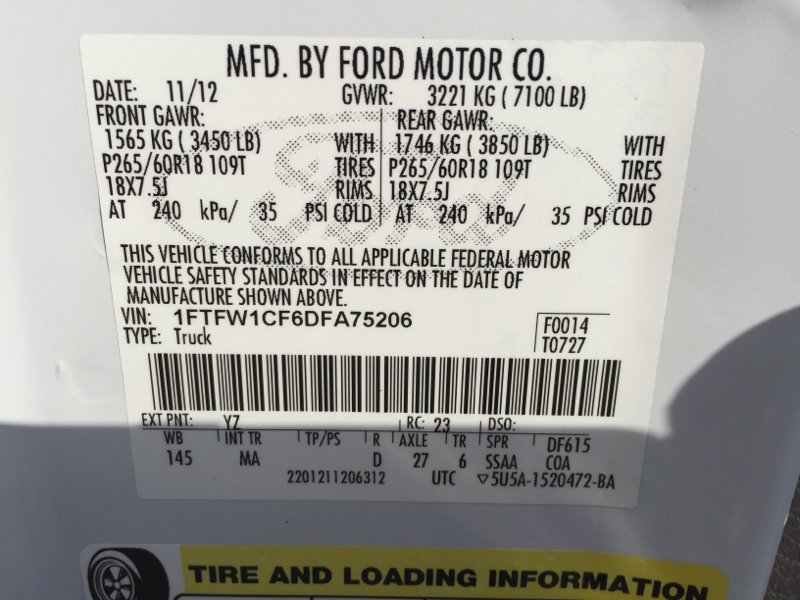 MFD. BY FORD MOTOR CO.
DATE: 11/12 GVWR: 3221 KG ( 7100 LB)
FRONT GAWR: REAR GAWR:
1565 KG ( 3450 LB) WITH 1746 KG ( 3850 LB) WITH
P265/60R18 109T TIRES P265/60R18 109T TIRES
18X7.5J RIMS 18X7.5J RIMS
AT 240 kPa/ 35 PSI COLD AT 240 kPa/ 35 PSI COLD
Ford
THIS VEHICLE CONFORMS TO ALL APPLICABLE FEDERAL MOTOR
VEHICLE SAFETY STANDARDS IN EFFECT ON THE DATE OF
MANUFACTURE SHOWN ABOVE.
VIN: 1FTFW1CF6DFA75206 F0014
TYPE: Truck T0727
EXT PNT: YZ RC: 23 DSO:
WB INT TR TP/PS R AXLE TR SPR DF615
145 MA D 27 6 SSAA COA
2201211206312 UTC ▽5U5A-1520472-BA
TIRE AND LOADING INFORMATION